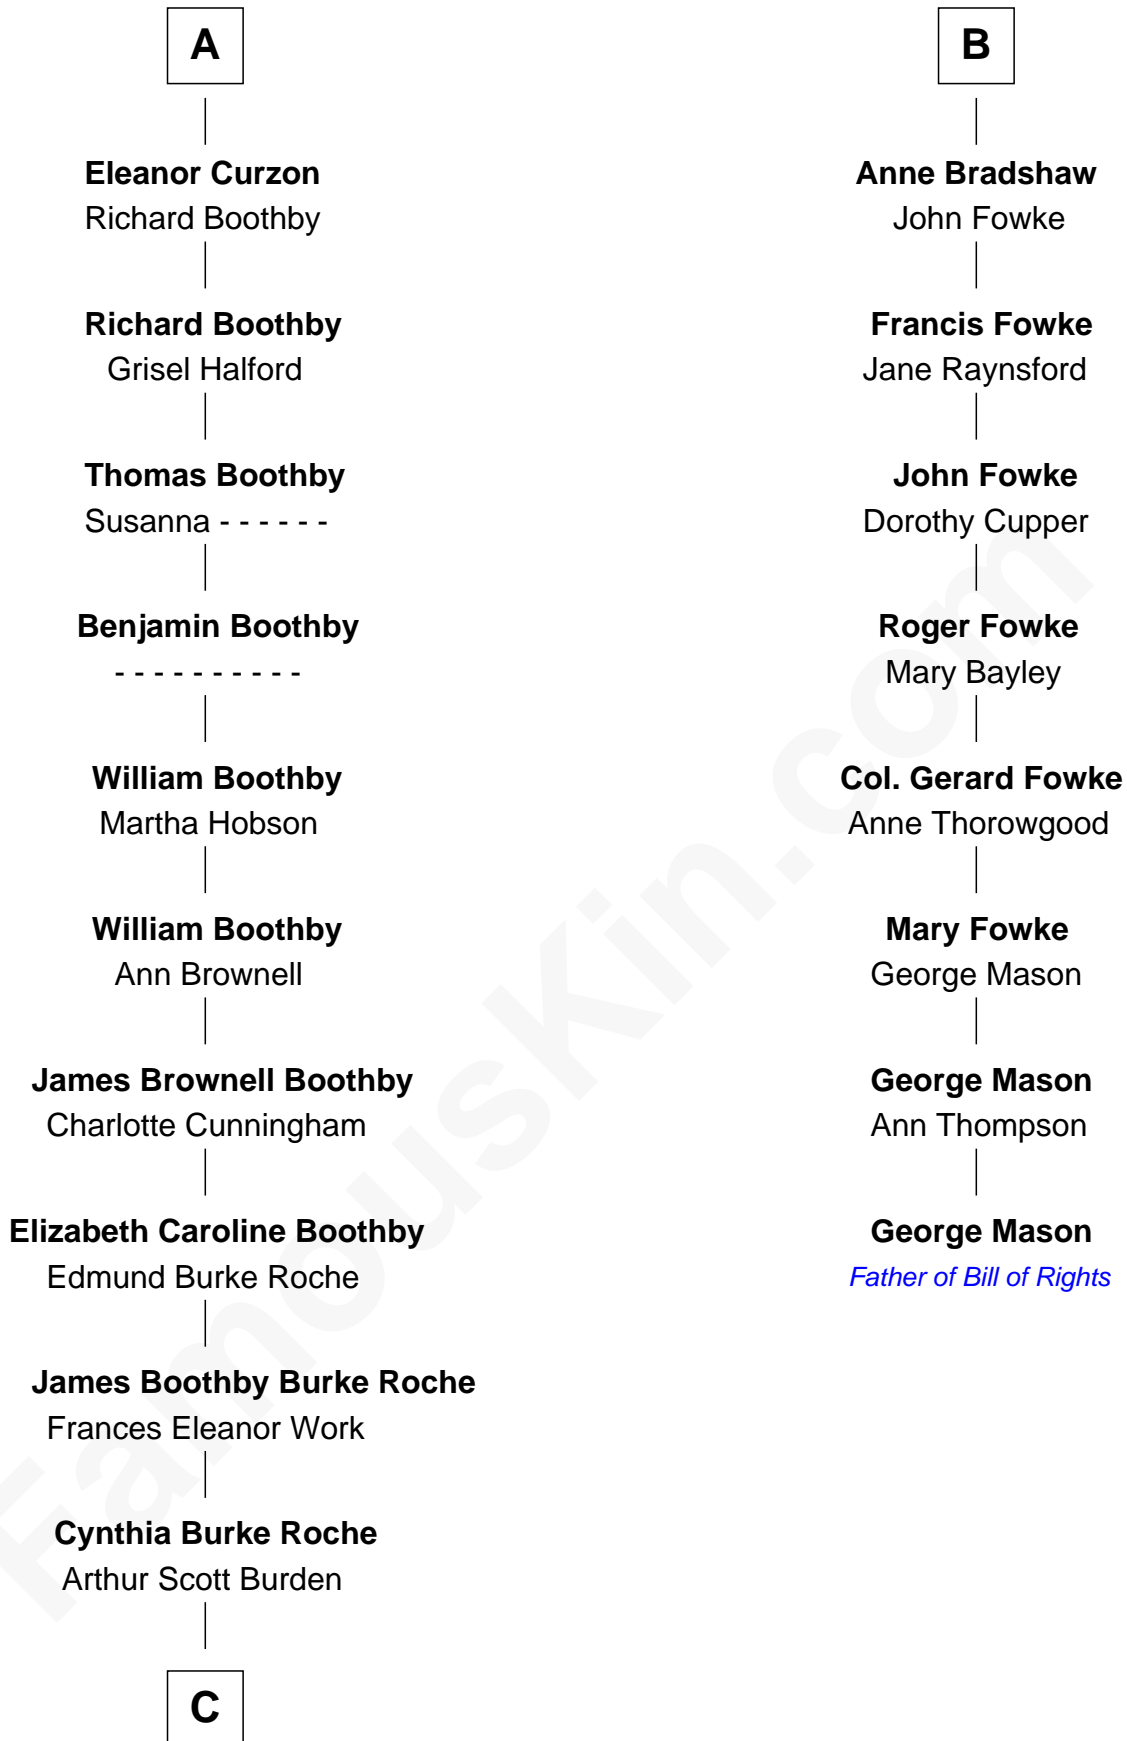 A
Eleanor Curzon
Richard Boothby
Richard Boothby
Grisel Halford
Thomas Boothby
Susanna - - - - - -
Benjamin Boothby
- - - - - - - - - -
William Boothby
Martha Hobson
William Boothby
Ann Brownell
James Brownell Boothby
Charlotte Cunningham
Elizabeth Caroline Boothby
Edmund Burke Roche
James Boothby Burke Roche
Frances Eleanor Work
Cynthia Burke Roche
Arthur Scott Burden
C
B
Anne Bradshaw
John Fowke
Francis Fowke
Jane Raynsford
John Fowke
Dorothy Cupper
Roger Fowke
Mary Bayley
Col. Gerard Fowke
Anne Thorowgood
Mary Fowke
George Mason
George Mason
Ann Thompson
George Mason
Father of Bill of Rights
FamousKin.com